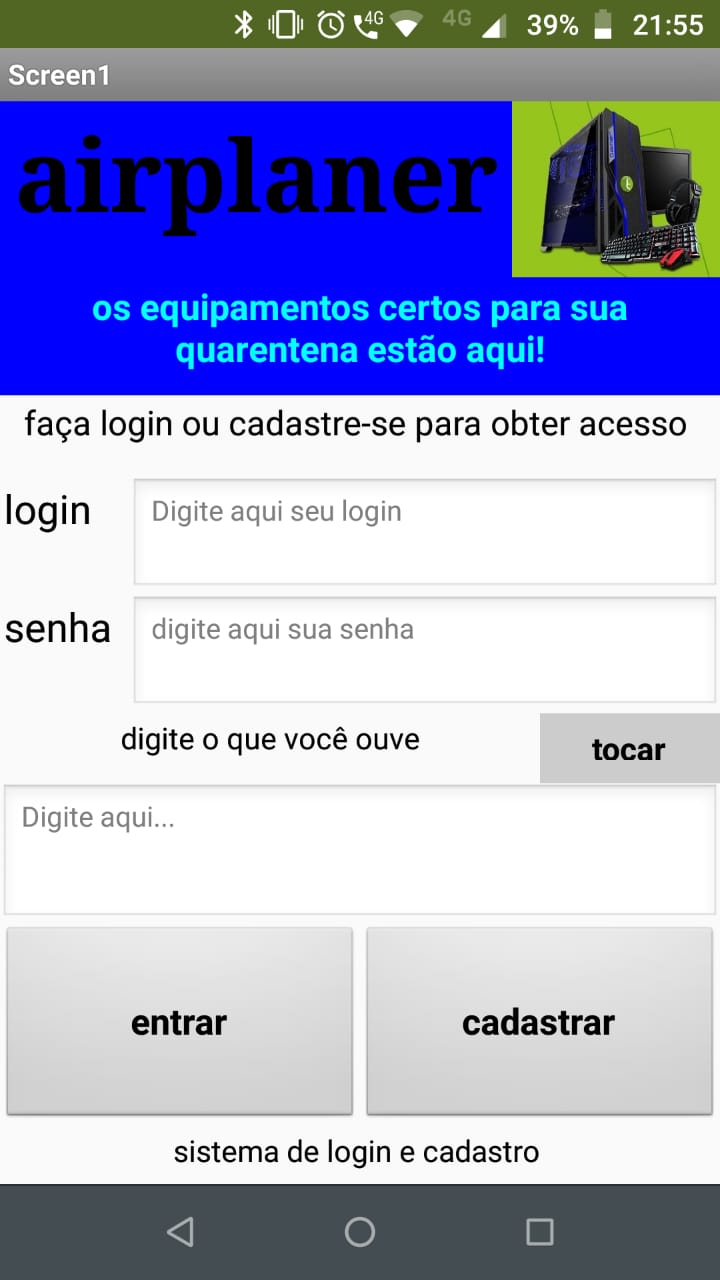 4G 4G 39% 21:55
Screen1
airplaner
os equipamentos certos para sua
quarentena estão aqui!
faça login ou cadastre-se para obter acesso
login
Digite aqui seu login
senha
digite aqui sua senha
digite o que você ouve
tocar
Digite aqui...
entrar
cadastrar
sistema de login e cadastro